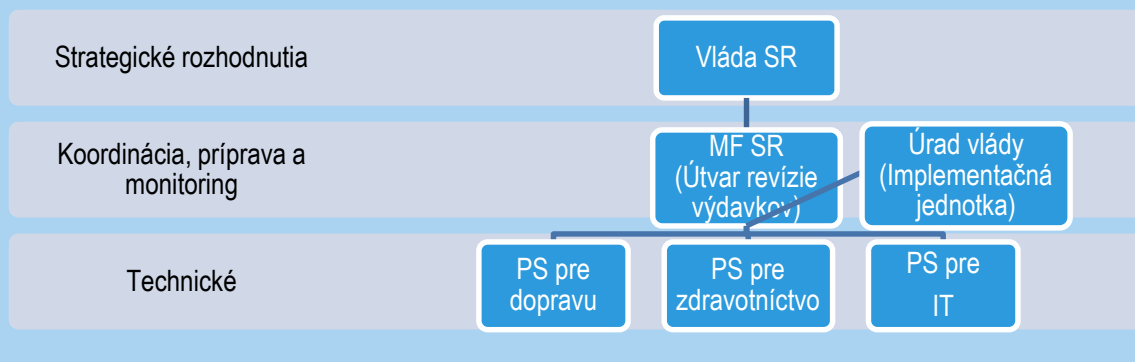 Strategické rozhodnutia
Vláda SR
Koordinácia, príprava a
monitoring
MF SR
(Útvar revízie
výdavkov)
Úrad vlády
(Implementačná
jednotka)
Technické
PS pre
dopravu
PS pre
zdravotníctvo
PS pre
IT